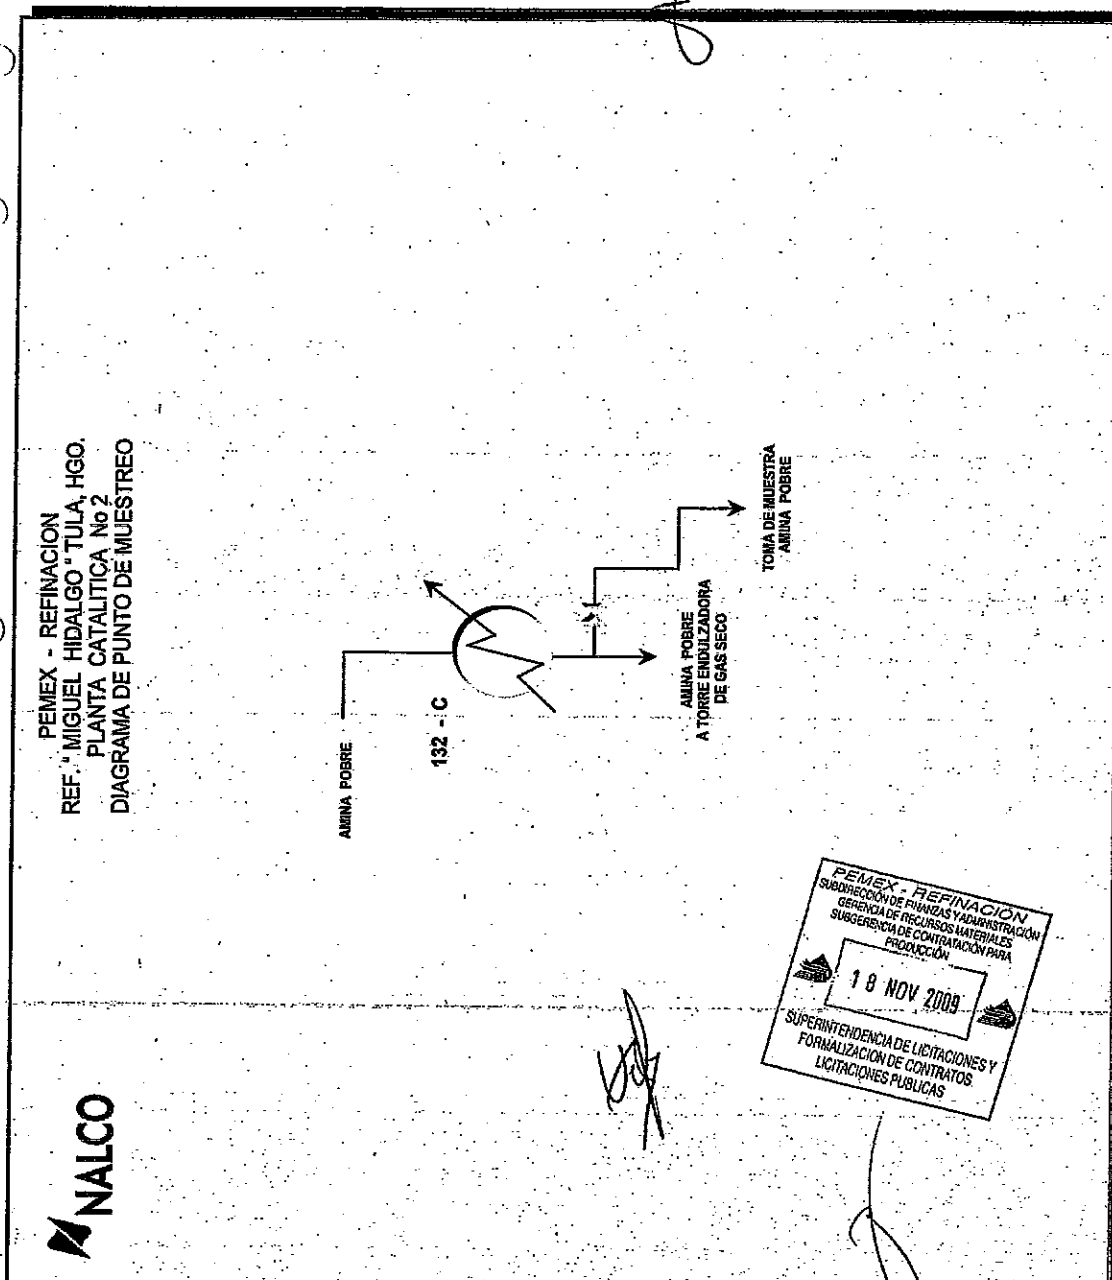 PEMEX - REFINACION
REF. " MIGUEL HIDALGO " TULA, HGO.
PLANTA CATALITICA No 2
DIAGRAMA DE PUNTO DE MUESTREO
NALCO
AMINA POBRE
132 - C
AMINA POBRE
A TORRE ENDULZADORA
DE GAS SECO
TOMA DE MUESTRA
AMINA POBRE
PEMEX - REFINACIÓN
SUBDIRECCIÓN DE FINANZAS Y ADMINISTRACIÓN
GERENCIA DE RECURSOS MATERIALES
SUBGERENCIA DE CONTRATACIÓN PARA
PRODUCCIÓN
18 NOV 2009
SUPERINTENDENCIA DE LICITACIONES Y
FORMALIZACION DE CONTRATOS.
LICITACIONES PUBLICAS